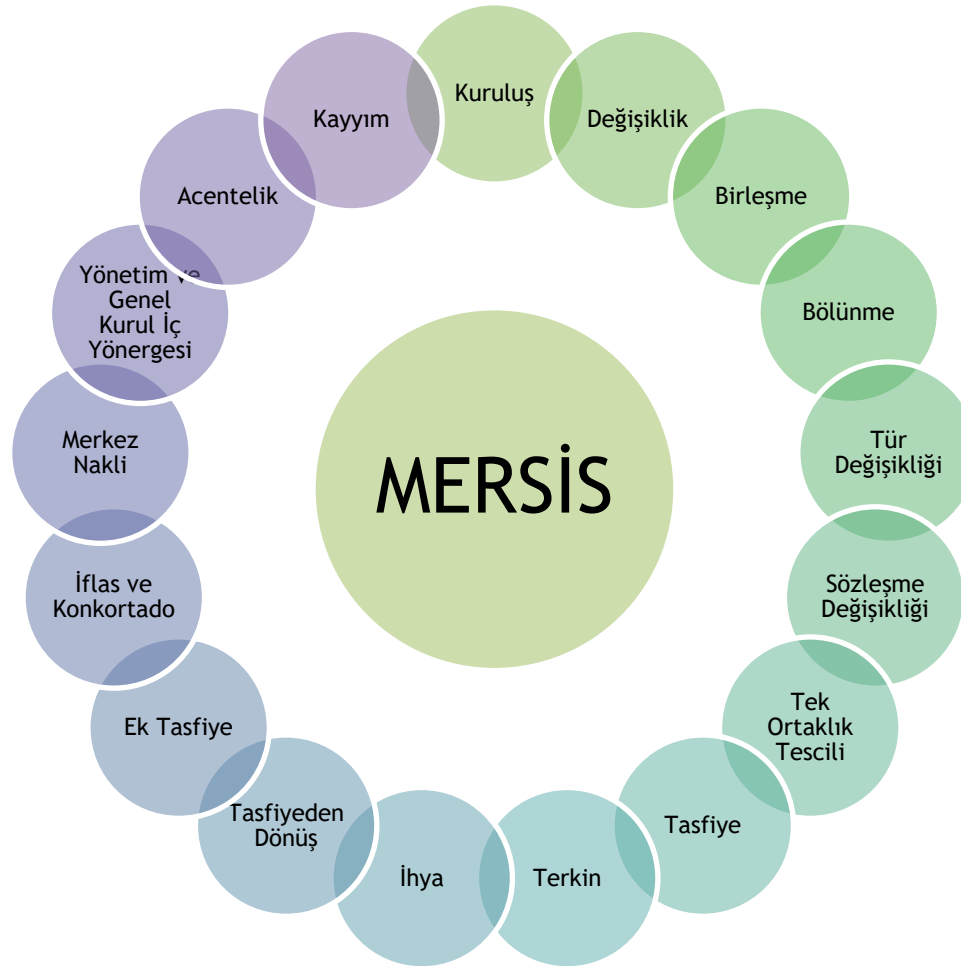 Kuruluş
Değişiklik
Birleşme
Bölünme
Tür
Değişikliği
Sözleşme
Değişikliği
Tek
Ortaklık
Tescili
Tasfiye
Terkin
İhya
Tasfiyeden
Dönüş
Ek Tasfiye
İflas ve
Konkortado
Merkez
Nakli
Yönetim ve
Genel
Kurul İç
Yönergesi
Acentelik
Kayyım
MERSİS